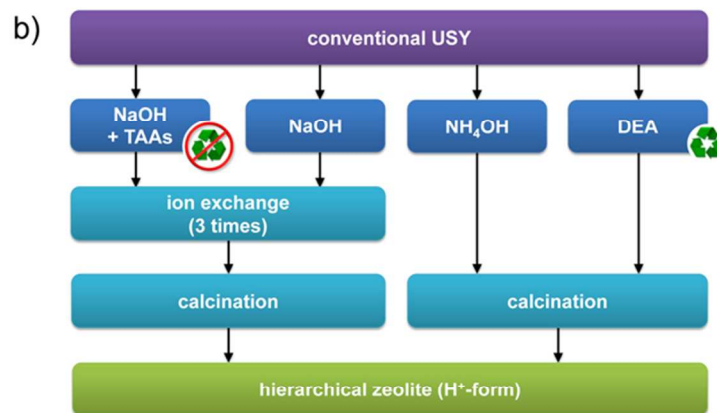 b)
conventional USY
NaOH
+ TAAs
NaOH
NH₄OH
DEA
ion exchange
(3 times)
calcination
calcination
hierarchical zeolite (H⁺-form)